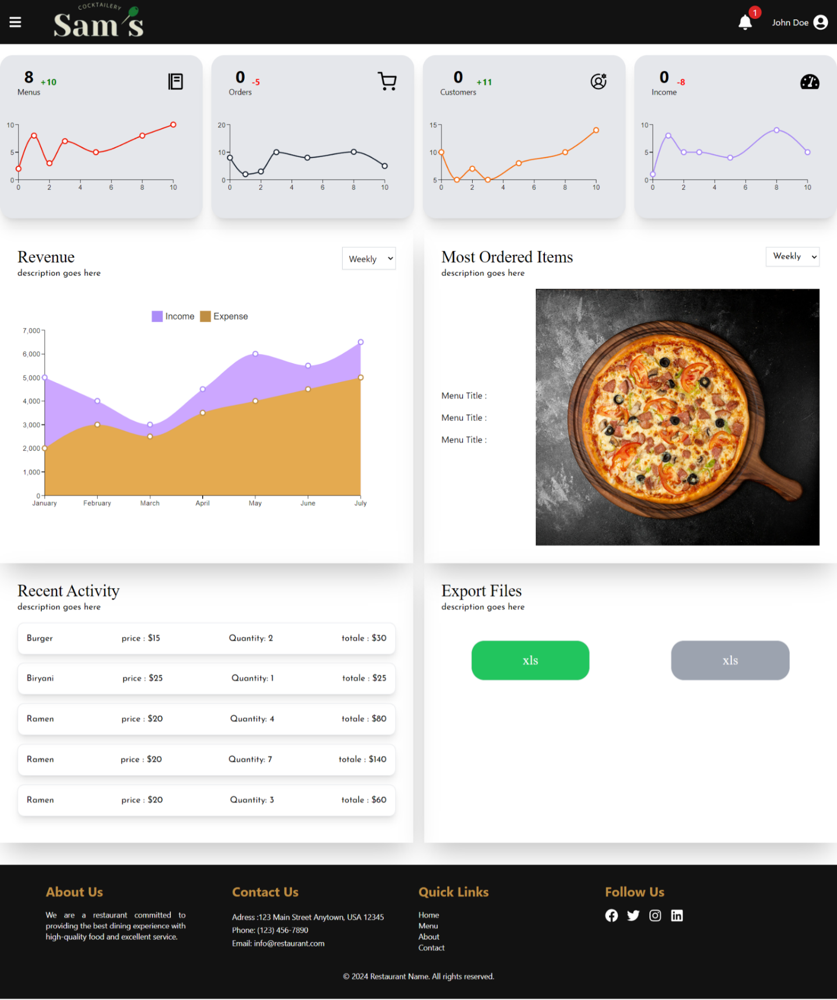 COCKTAILERY
Sam's
1
John Doe
8 +10
Menus
0 -5
Orders
0 +11
Customers
0 -8
Income
10
5
0
0 2 4 6 8 10
20
10
0
0 2 4 6 8 10
15
10
5
0 2 4 6 8 10
10
5
0
0 2 4 6 8 10
Revenue
description goes here
Weekly
Income Expense
7,000
6,000
5,000
4,000
3,000
2,000
1,000
0
January February March April May June July
Most Ordered Items
description goes here
Weekly
Menu Title :
Menu Title :
Menu Title :
Recent Activity
description goes here
Burger price : $15 Quantity: 2 totale : $30
Biryani price : $25 Quantity: 1 totale : $25
Ramen price : $20 Quantity: 4 totale : $80
Ramen price : $20 Quantity: 7 totale : $140
Ramen price : $20 Quantity: 3 totale : $60
Export Files
description goes here
xls xls
About Us
We are a restaurant committed to
providing the best dining experience with
high-quality food and excellent service.
Contact Us
Adress :123 Main Street Anytown, USA 12345
Phone: (123) 456-7890
Email: info@restaurant.com
Quick Links
Home
Menu
About
Contact
Follow Us
© 2024 Restaurant Name. All rights reserved.